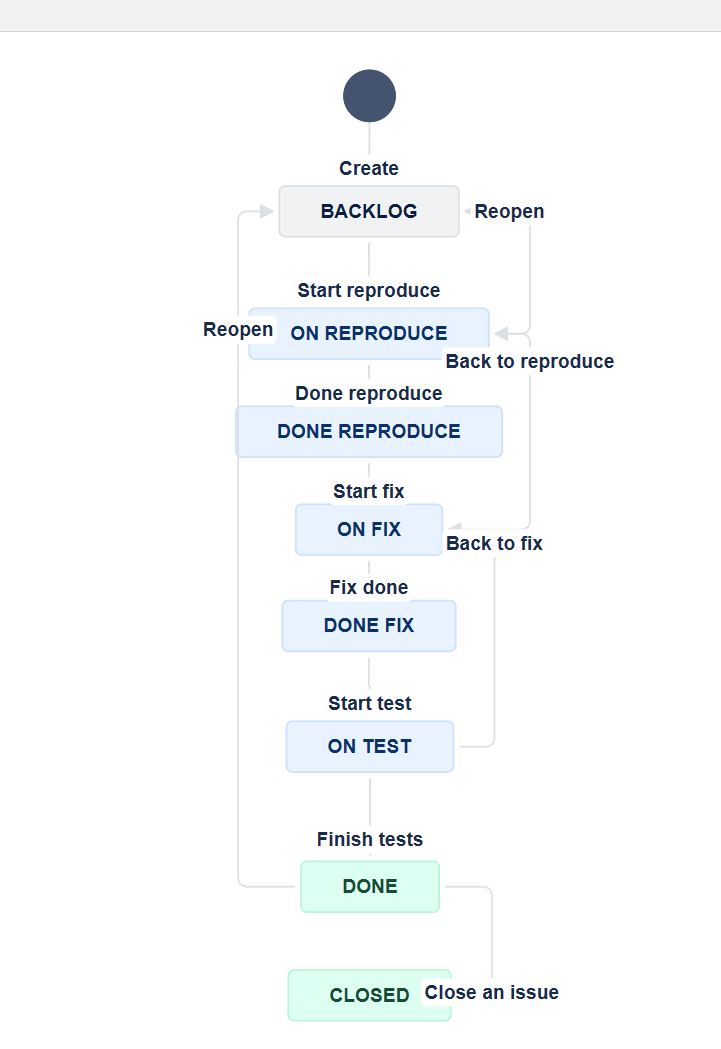 Create
BACKLOG
Reopen
Start reproduce
Reopen
ON REPRODUCE
Back to reproduce
Done reproduce
DONE REPRODUCE
Start fix
ON FIX
Back to fix
Fix done
DONE FIX
Start test
ON TEST
Finish tests
DONE
CLOSED
Close an issue